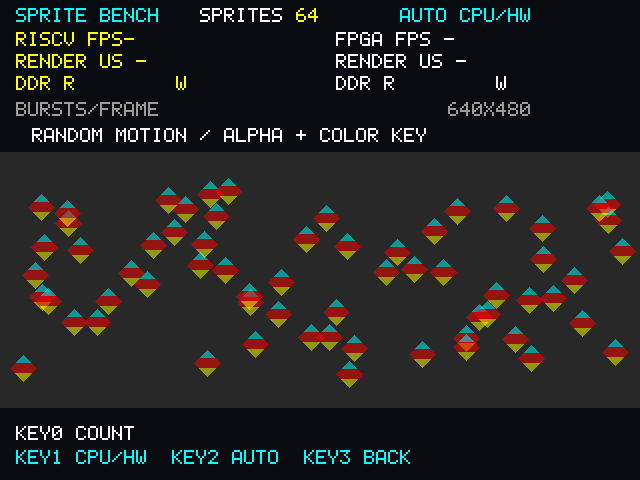 SPRITE BENCH SPRITES 64 AUTO CPU/HW
RISCV FPS- FPGA FPS -
RENDER US - RENDER US -
DDR R W DDR R W
BURSTS/FRAME 640X480
RANDOM MOTION / ALPHA + COLOR KEY
KEY0 COUNT
KEY1 CPU/HW KEY2 AUTO KEY3 BACK